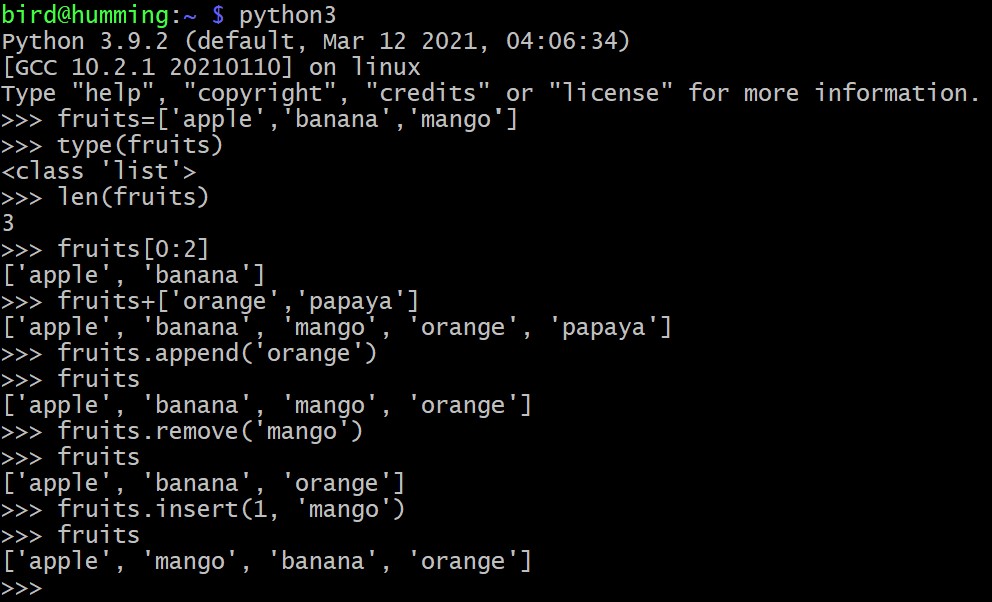 bird@humming:~ $ python3
Python 3.9.2 (default, Mar 12 2021, 04:06:34)
[GCC 10.2.1 20210110] on linux
Type "help", "copyright", "credits" or "license" for more information.
>>> fruits=['apple','banana','mango']
>>> type(fruits)
<class 'list'>
>>> len(fruits)
3
>>> fruits[0:2]
['apple', 'banana']
>>> fruits+['orange','papaya']
['apple', 'banana', 'mango', 'orange', 'papaya']
>>> fruits.append('orange')
>>> fruits
['apple', 'banana', 'mango', 'orange']
>>> fruits.remove('mango')
>>> fruits
['apple', 'banana', 'orange']
>>> fruits.insert(1, 'mango')
>>> fruits
['apple', 'mango', 'banana', 'orange']
>>>